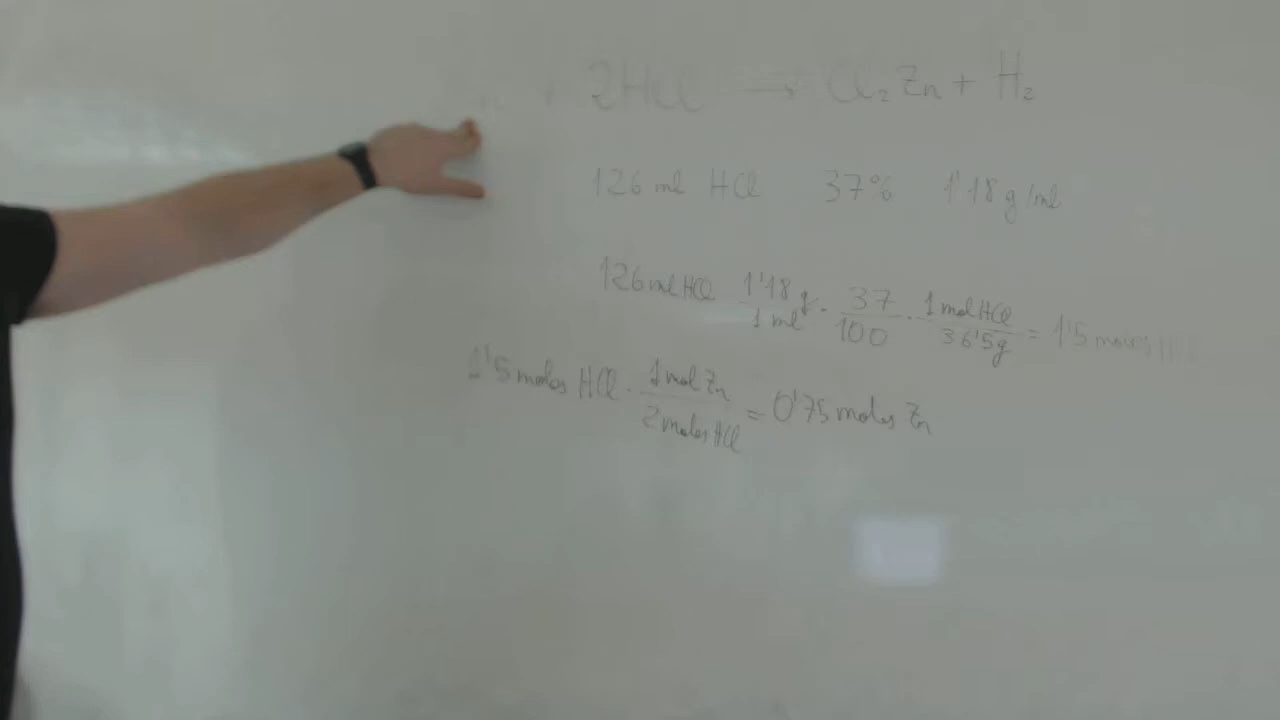 2HCl → Cl₂Zn + H₂
126 ml HCl 37% 1'18 g/ml
126 ml HCl 1'18 g / 1 ml · 37 / 100 · 1 mol HCl / 36'5 g = 1'5 moles HCl
1'5 moles HCl · 1 mol Zn / 2 moles HCl = 0'75 moles Zn